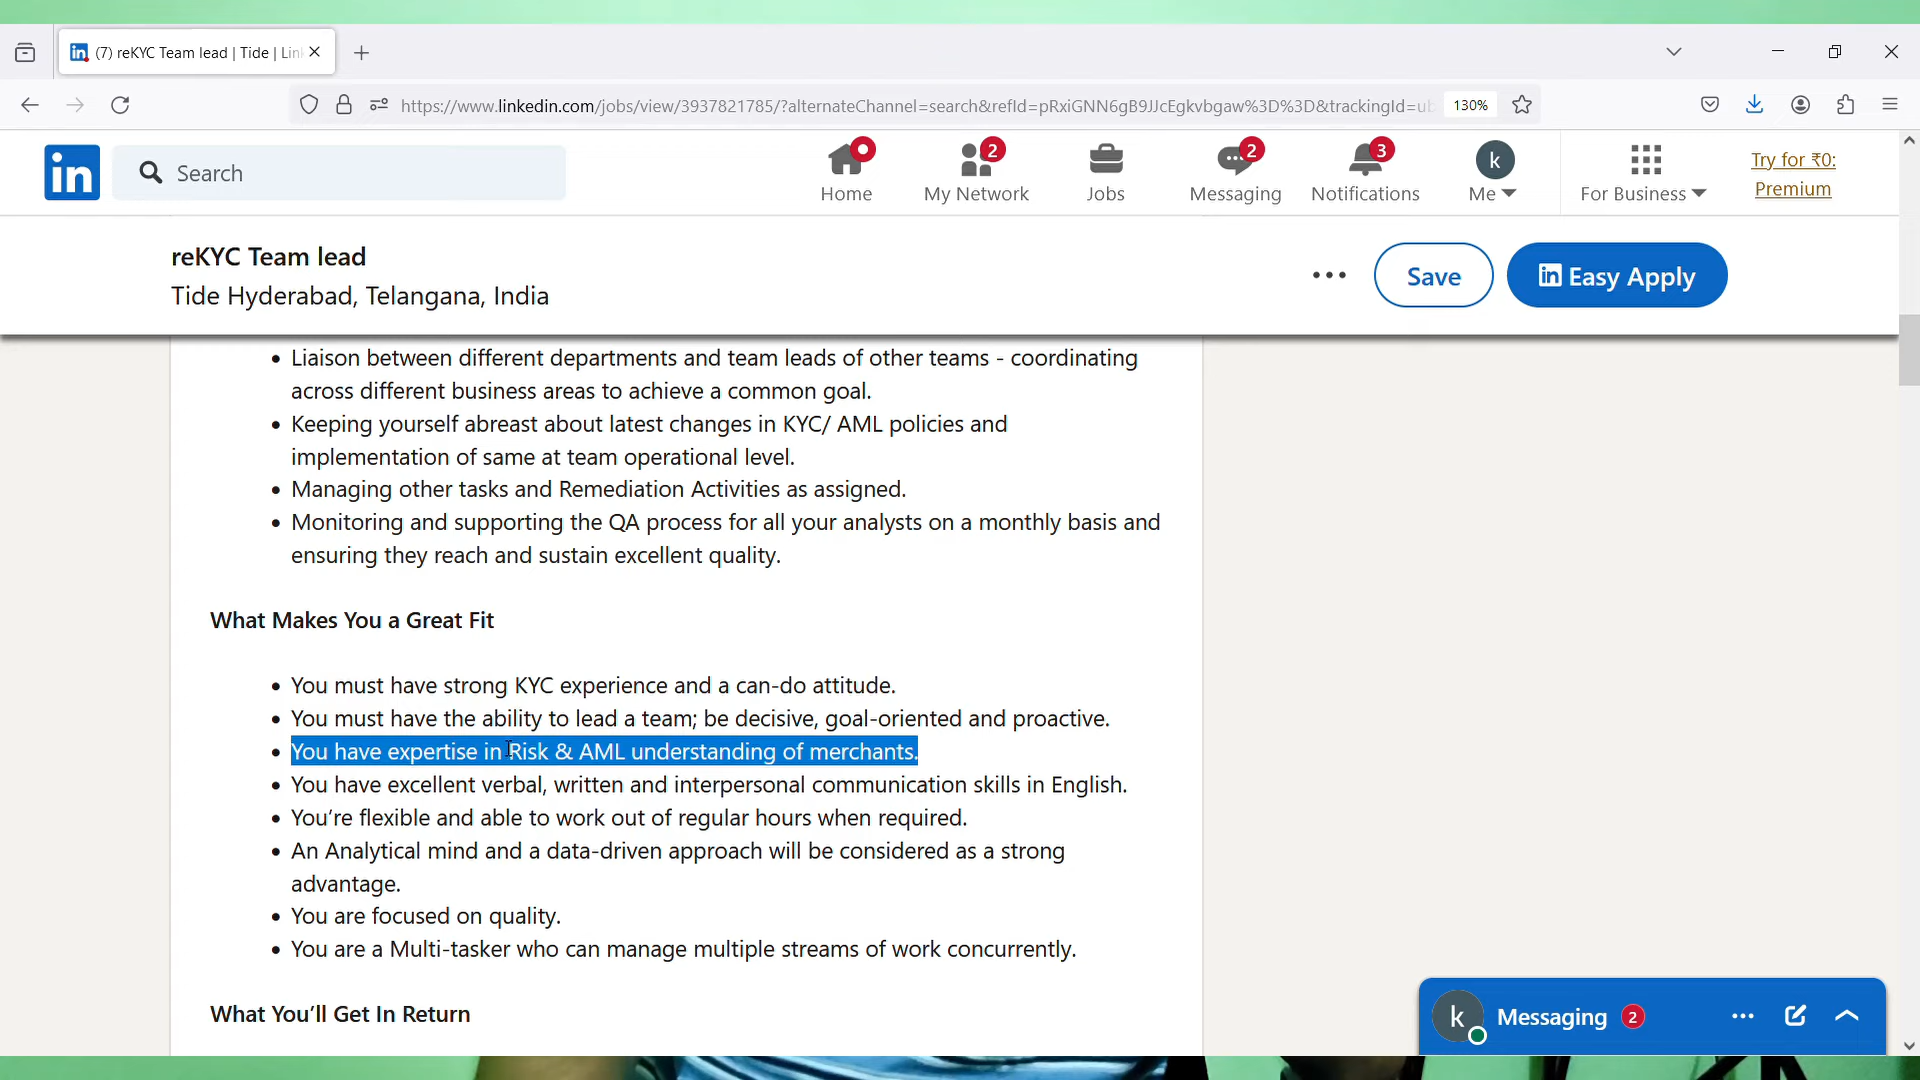 (7) reKYC Team lead | Tide | Lin
https://www.linkedin.com/jobs/view/3937821785/?alternateChannel=search&refId=pRxiGNN6gB9JJcEgkvbgaw%3D%3D&trackingId=ub
130%
in
Search
Home
2
My Network
Jobs
2
Messaging
3
Notifications
k
Me
For Business
Try for ₹0:
Premium
reKYC Team lead
Tide Hyderabad, Telangana, India
Save
in Easy Apply
• Liaison between different departments and team leads of other teams - coordinating
across different business areas to achieve a common goal.
• Keeping yourself abreast about latest changes in KYC/ AML policies and
implementation of same at team operational level.
• Managing other tasks and Remediation Activities as assigned.
• Monitoring and supporting the QA process for all your analysts on a monthly basis and
ensuring they reach and sustain excellent quality.
What Makes You a Great Fit
• You must have strong KYC experience and a can-do attitude.
• You must have the ability to lead a team; be decisive, goal-oriented and proactive.
• You have expertise in Risk & AML understanding of merchants.
• You have excellent verbal, written and interpersonal communication skills in English.
• You’re flexible and able to work out of regular hours when required.
• An Analytical mind and a data-driven approach will be considered as a strong
advantage.
• You are focused on quality.
• You are a Multi-tasker who can manage multiple streams of work concurrently.
What You’ll Get In Return
k
Messaging
2